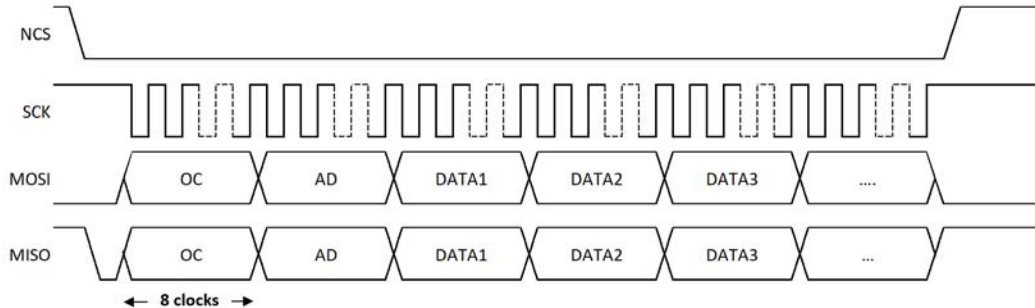 NCS
SCK
MOSI OC AD DATA1 DATA2 DATA3 ....
MISO OC AD DATA1 DATA2 DATA3 ...
8 clocks